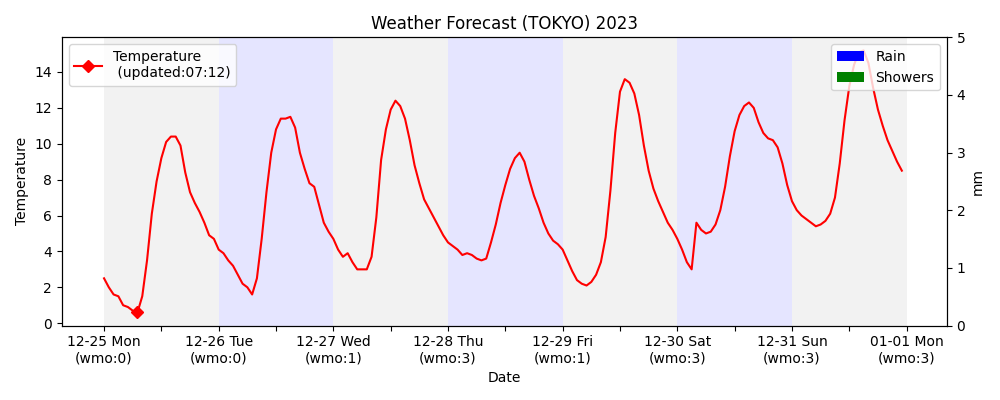 Weather Forecast (TOKYO) 2023
Temperature
(updated:07:12)
Rain
Showers
Temperature
14
12
10
8
6
4
2
0
5
4
3
2
1
0
mm
12-25 Mon
(wmo:0)
12-26 Tue
(wmo:0)
12-27 Wed
(wmo:1)
12-28 Thu
(wmo:3)
12-29 Fri
(wmo:1)
12-30 Sat
(wmo:3)
12-31 Sun
(wmo:3)
01-01 Mon
(wmo:3)
Date